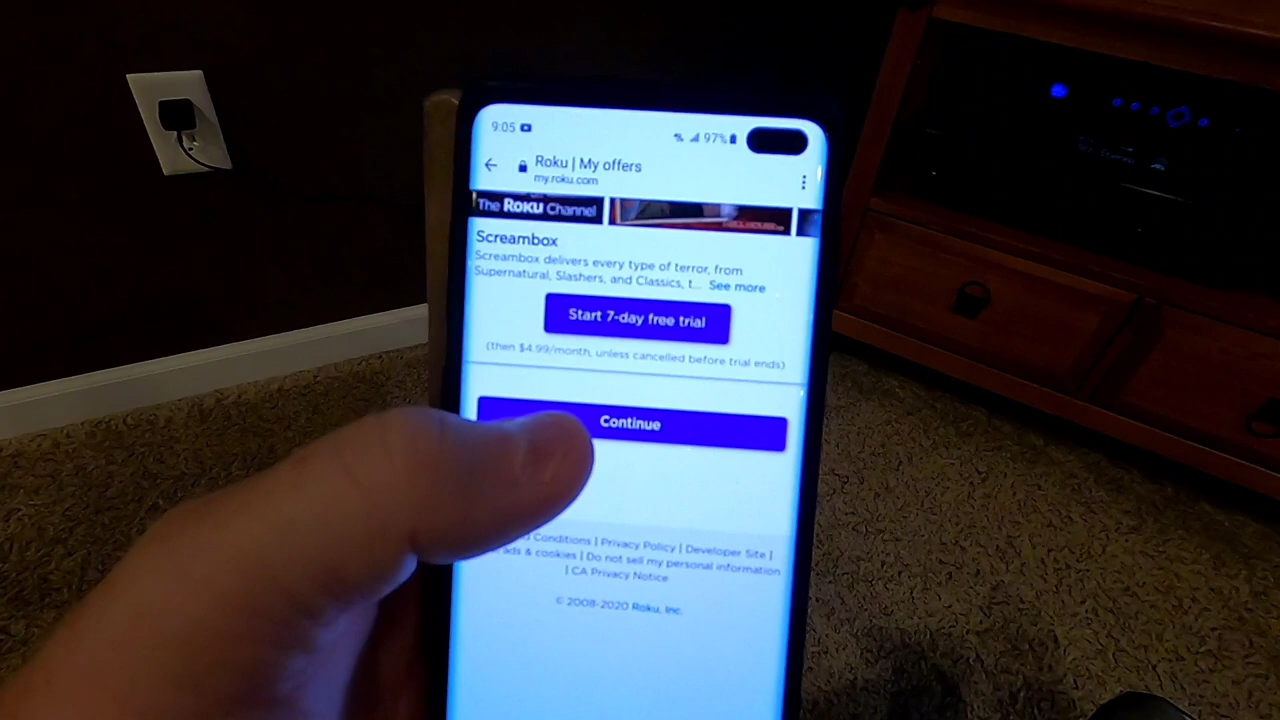 9:05
97%
Roku | My offers
my.roku.com
The Roku Channel
Screambox
Screambox delivers every type of terror, from
Supernatural, Slashers, and Classics, t... See more
Start 7-day free trial
(then $4.99/month, unless cancelled before trial ends)
Continue
Conditions | Privacy Policy | Developer Site |
ads & cookies | Do not sell my personal information
| CA Privacy Notice
© 2008-2020 Roku, Inc.